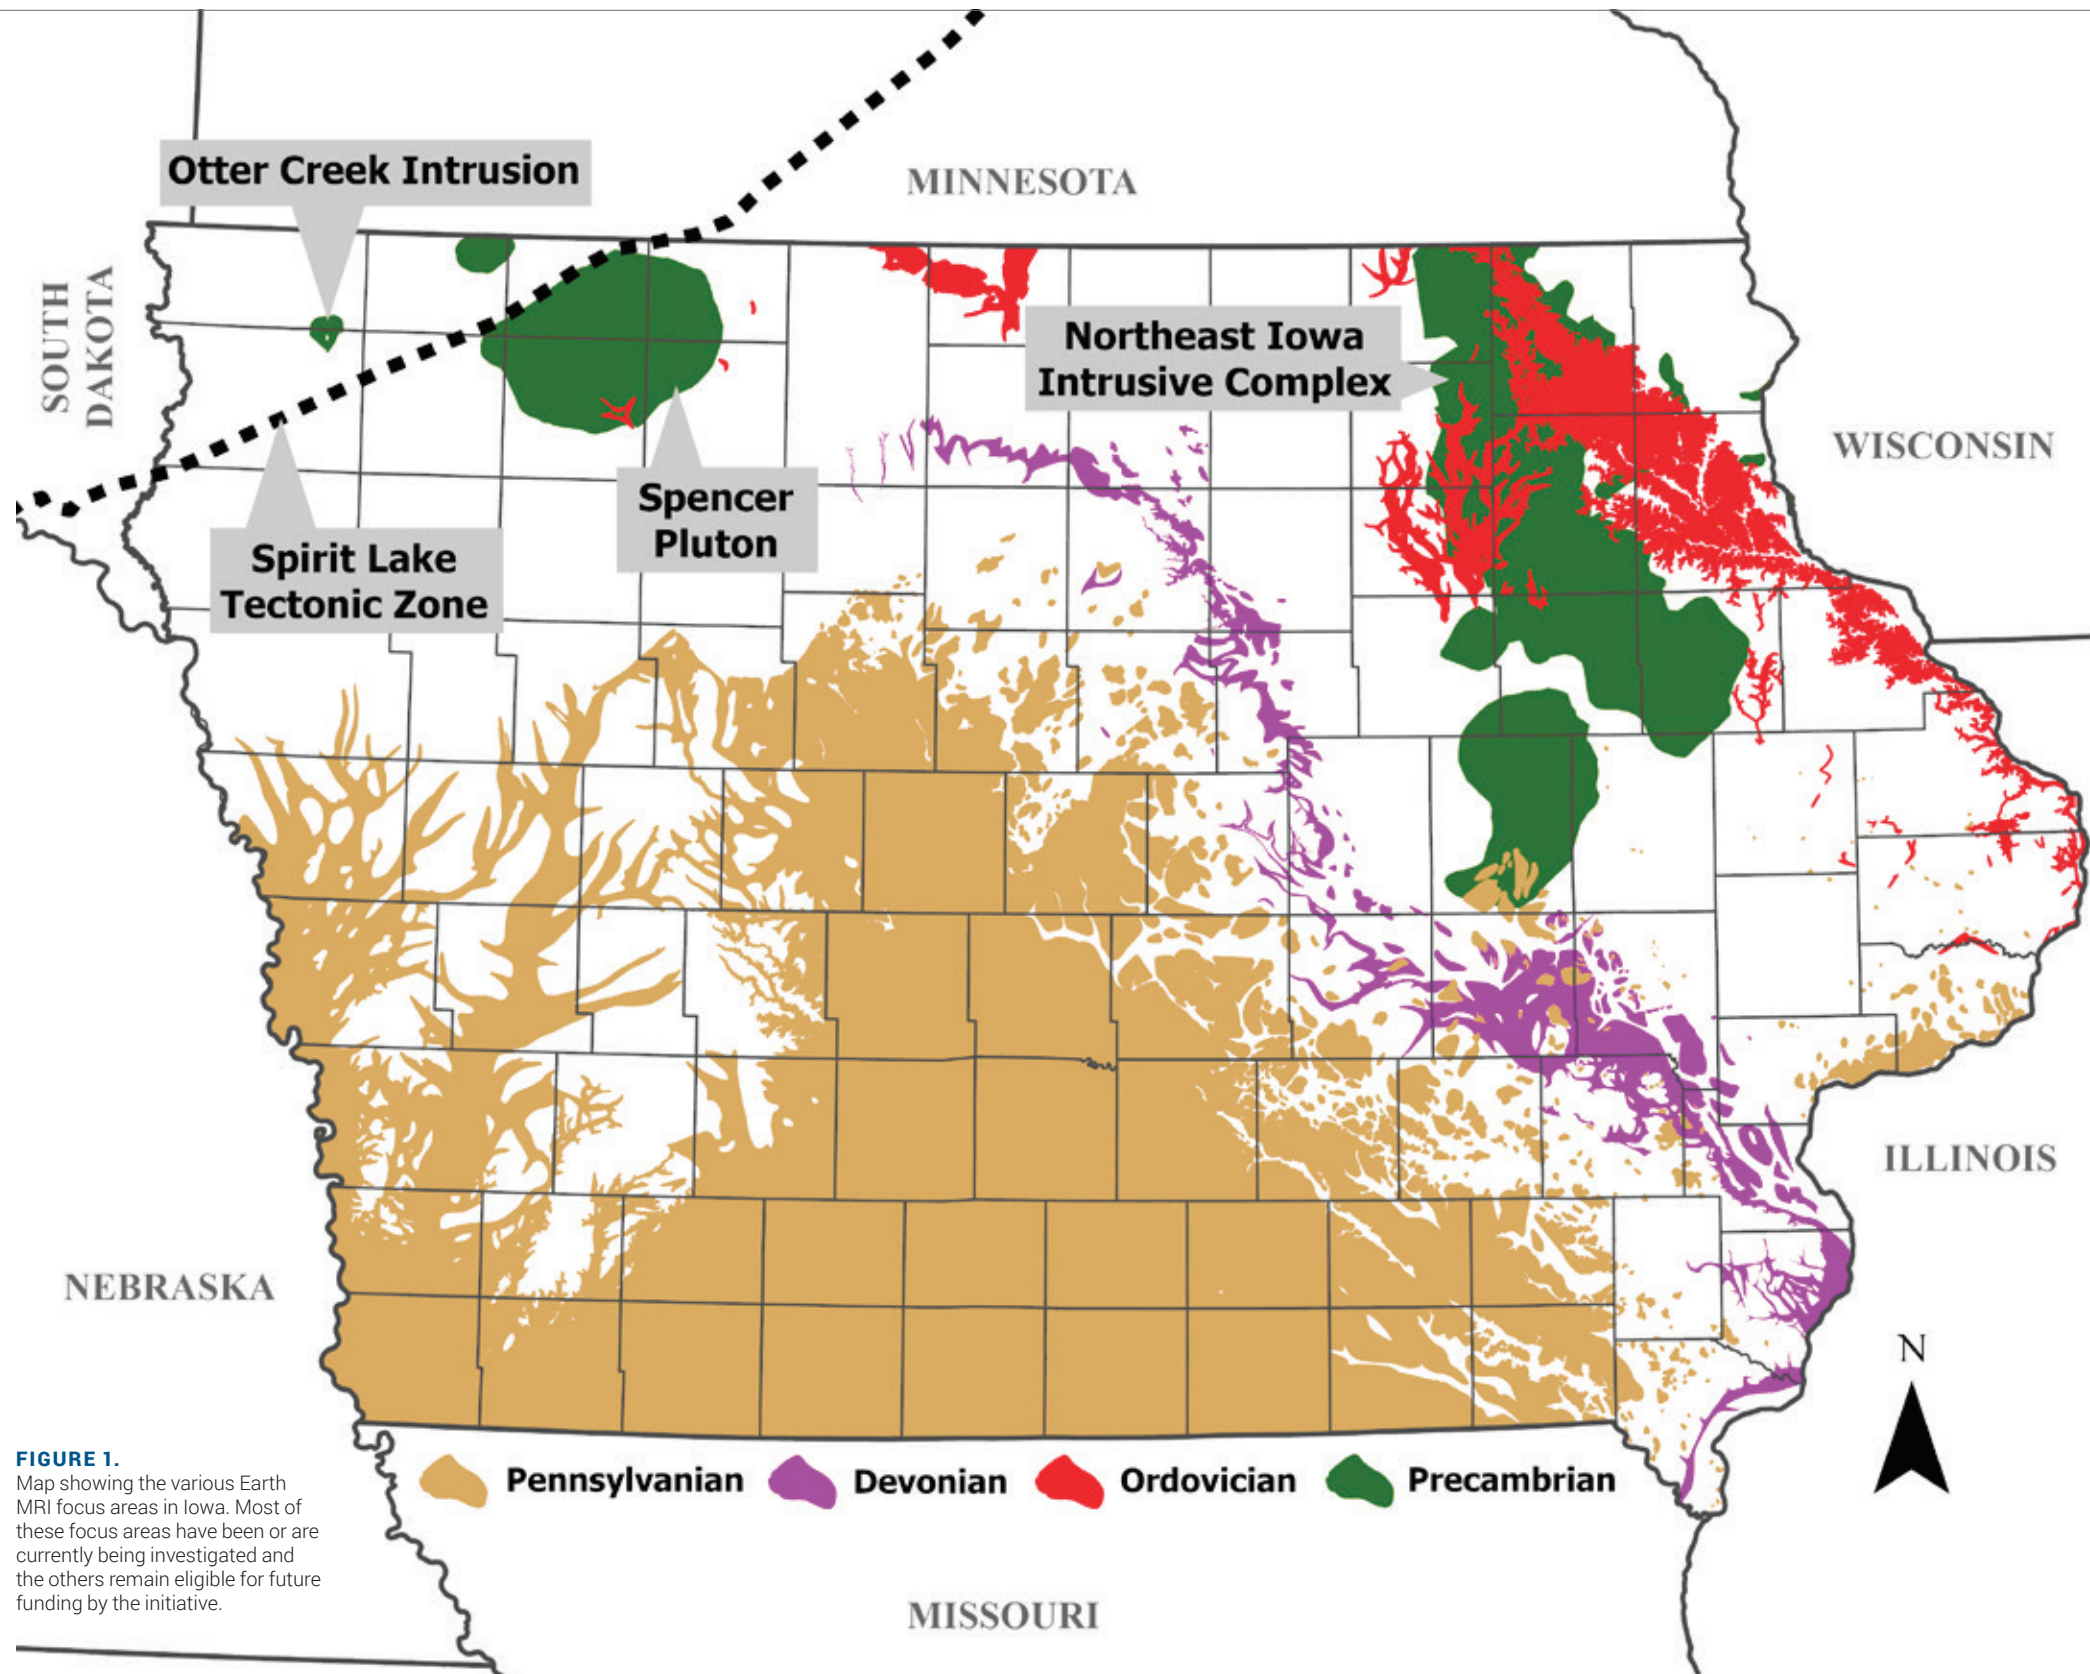 Otter Creek Intrusion
MINNESOTA
SOUTH
DAKOTA
Northeast Iowa
Intrusive Complex
WISCONSIN
Spencer
Pluton
Spirit Lake
Tectonic Zone
ILLINOIS
NEBRASKA
N
FIGURE 1.
Map showing the various Earth
MRI focus areas in Iowa. Most of
these focus areas have been or are
currently being investigated and
the others remain eligible for future
funding by the initiative.
Pennsylvanian
Devonian
Ordovician
Precambrian
MISSOURI